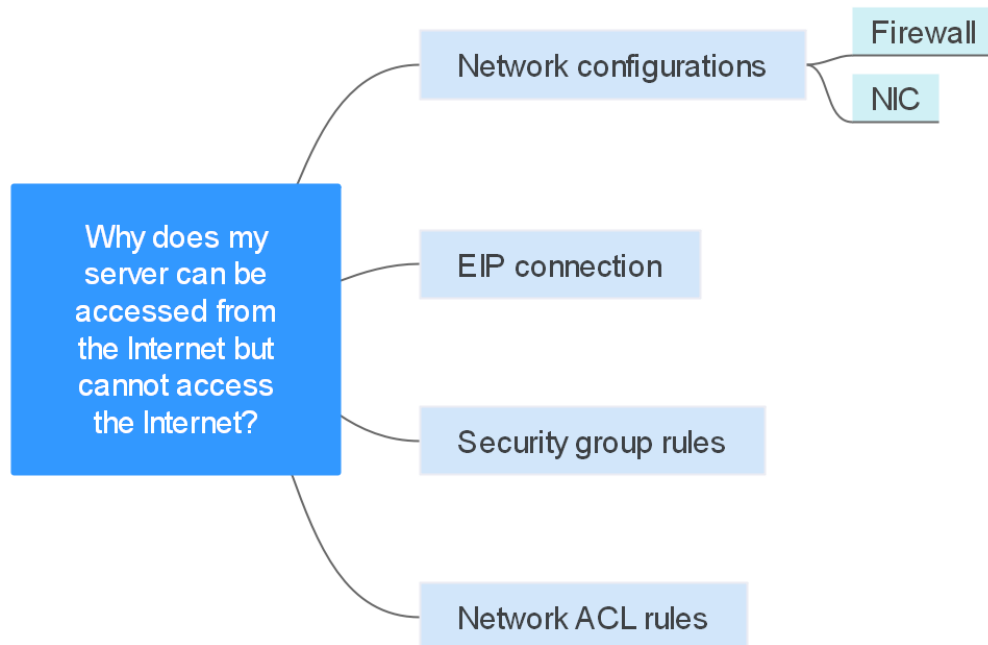 Firewall
Network configurations
NIC
Why does my
server can be
accessed from
the Internet but
cannot access
the Internet?
EIP connection
Security group rules
Network ACL rules